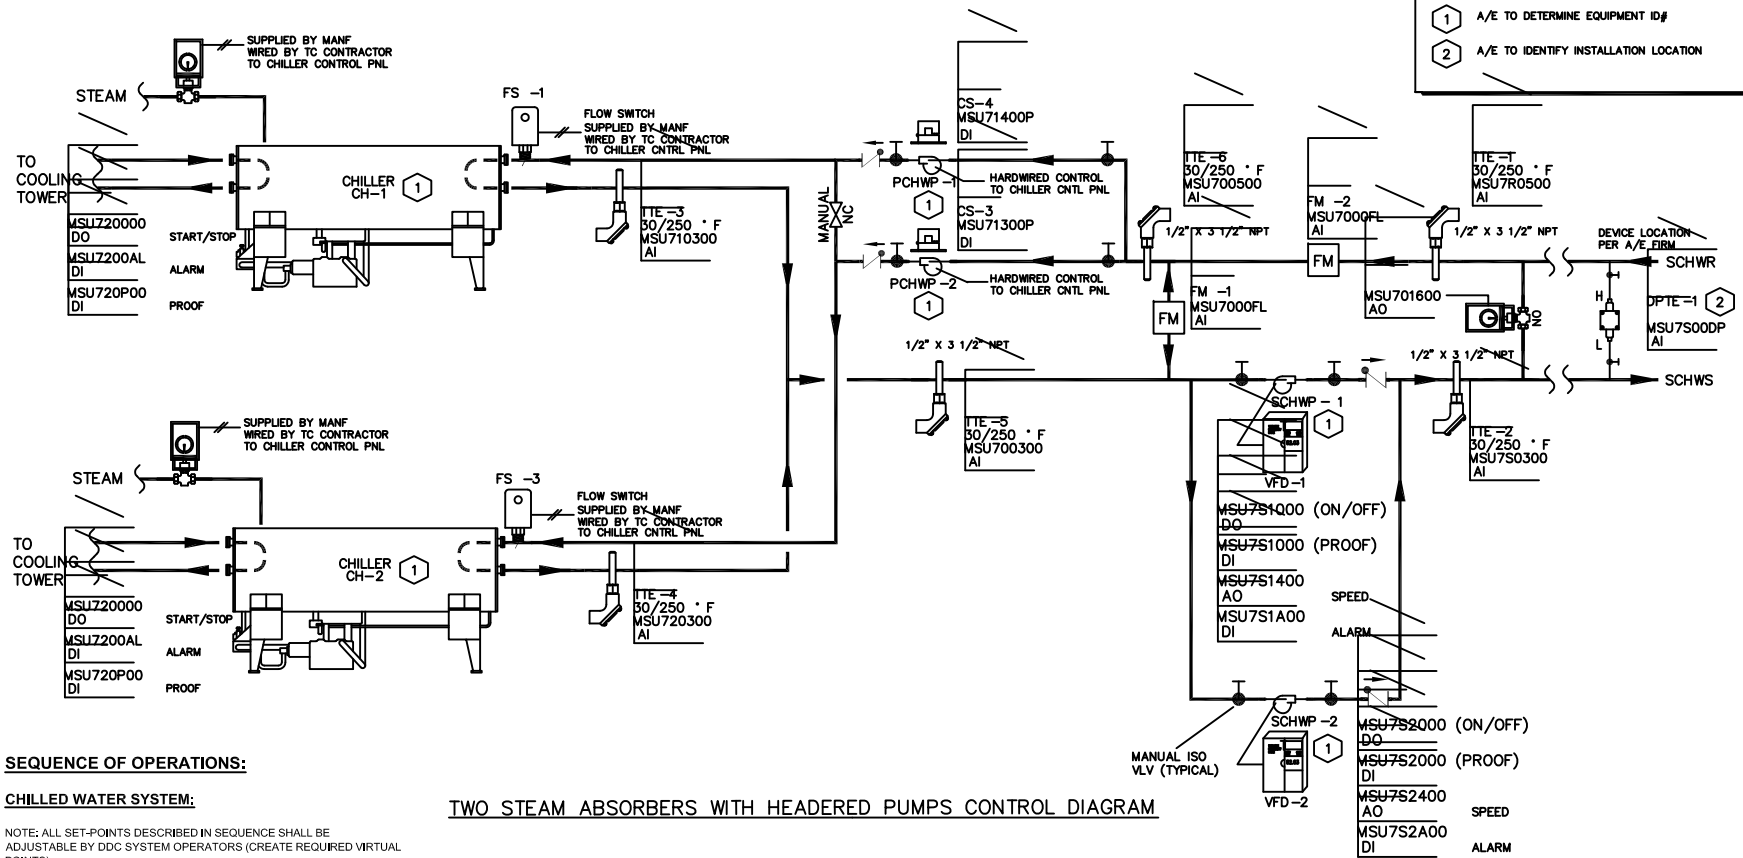 1 A/E TO DETERMINE EQUIPMENT ID#
2 A/E TO IDENTIFY INSTALLATION LOCATION
SUPPLIED BY MANF
WIRED BY TC CONTRACTOR
TO CHILLER CONTROL PNL
STEAM
TO
COOLING
TOWER
MSU720000
DO
START/STOP
MSU7200AL
DI
ALARM
MSU720P00
DI
PROOF
CHILLER
CH-1
1
FS -1
FLOW SWITCH
SUPPLIED BY MANF
WIRED BY TC CONTRACTOR
TO CHILLER CNTRL PNL
TTE -3
30/250 ° F
MSU710300
AI
MANUAL
NC
CS-4
MSU71400P
DI
PCHWP -1
1
HARDWIRED CONTROL
TO CHILLER CNTL PNL
CS-3
MSU71300P
DI
PCHWP -2
1
HARDWIRED CONTROL
TO CHILLER CNTL PNL
TTE -6
30/250 ° F
MSU700500
AI
1/2" X 3 1/2" NPT
FM -1
MSU7000FL
AI
FM
FM -2
MSU7000FL
AI
FM
TTE -1
30/250 ° F
MSU7R0500
AI
1/2" X 3 1/2" NPT
MSU701600
AO
NO
DEVICE LOCATION
PER A/E FIRM
SCHWR
H
L
DPTE -1 2
MSU7S00DP
AI
SCHWS
1/2" X 3 1/2" NPT
TTE -5
30/250 ° F
MSU700300
AI
SCHWP - 1
1
VFD -1
MSU7S1000 (ON/OFF)
DO
MSU7S1000 (PROOF)
DI
MSU7S1400
AO
SPEED
MSU7S1A00
DI
ALARM
1/2" X 3 1/2" NPT
TTE -2
30/250 ° F
MSU7S0300
AI
SUPPLIED BY MANF
WIRED BY TC CONTRACTOR
TO CHILLER CONTROL PNL
STEAM
TO
COOLING
TOWER
MSU720000
DO
START/STOP
MSU7200AL
DI
ALARM
MSU720P00
DI
PROOF
CHILLER
CH-2
1
FS -3
FLOW SWITCH
SUPPLIED BY MANF
WIRED BY TC CONTRACTOR
TO CHILLER CNTRL PNL
TTE -4
30/250 ° F
MSU720300
AI
SCHWP -2
1
VFD -2
MANUAL ISO
VLV (TYPICAL)
MSU7S2000 (ON/OFF)
DO
MSU7S2000 (PROOF)
DI
MSU7S2400
AO
SPEED
MSU7S2A00
DI
ALARM
TWO STEAM ABSORBERS WITH HEADERED PUMPS CONTROL DIAGRAM
SEQUENCE OF OPERATIONS:
CHILLED WATER SYSTEM:
NOTE: ALL SET-POINTS DESCRIBED IN SEQUENCE SHALL BE
ADJUSTABLE BY DDC SYSTEM OPERATORS (CREATE REQUIRED VIRTUAL